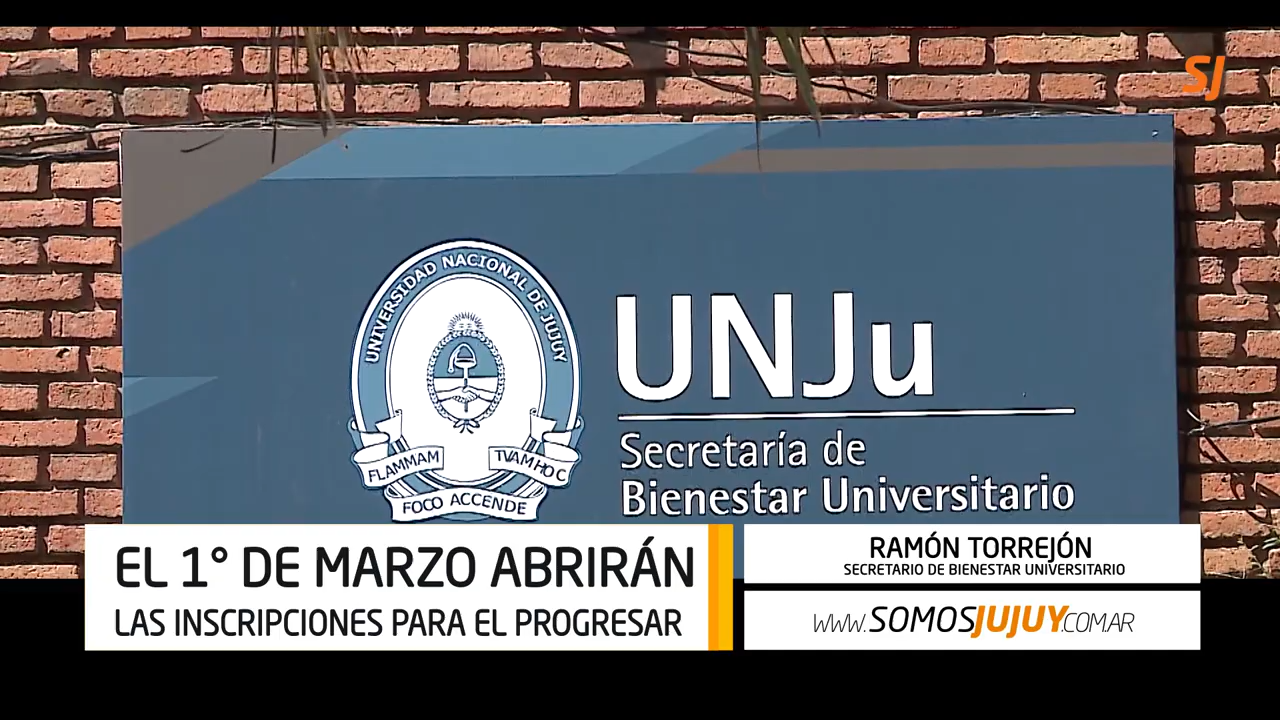 SJ
UNIVERSIDAD NACIONAL DE JUJUY
FLAMMAM
TVAM HOC
FOCO ACCENDE
UNJu
Secretaría de
Bienestar Universitario
EL 1° DE MARZO ABRIRÁN
LAS INSCRIPCIONES PARA EL PROGRESAR
RAMÓN TORREJÓN
SECRETARIO DE BIENESTAR UNIVERSITARIO
www.SOMOSJUJUY.COM.AR